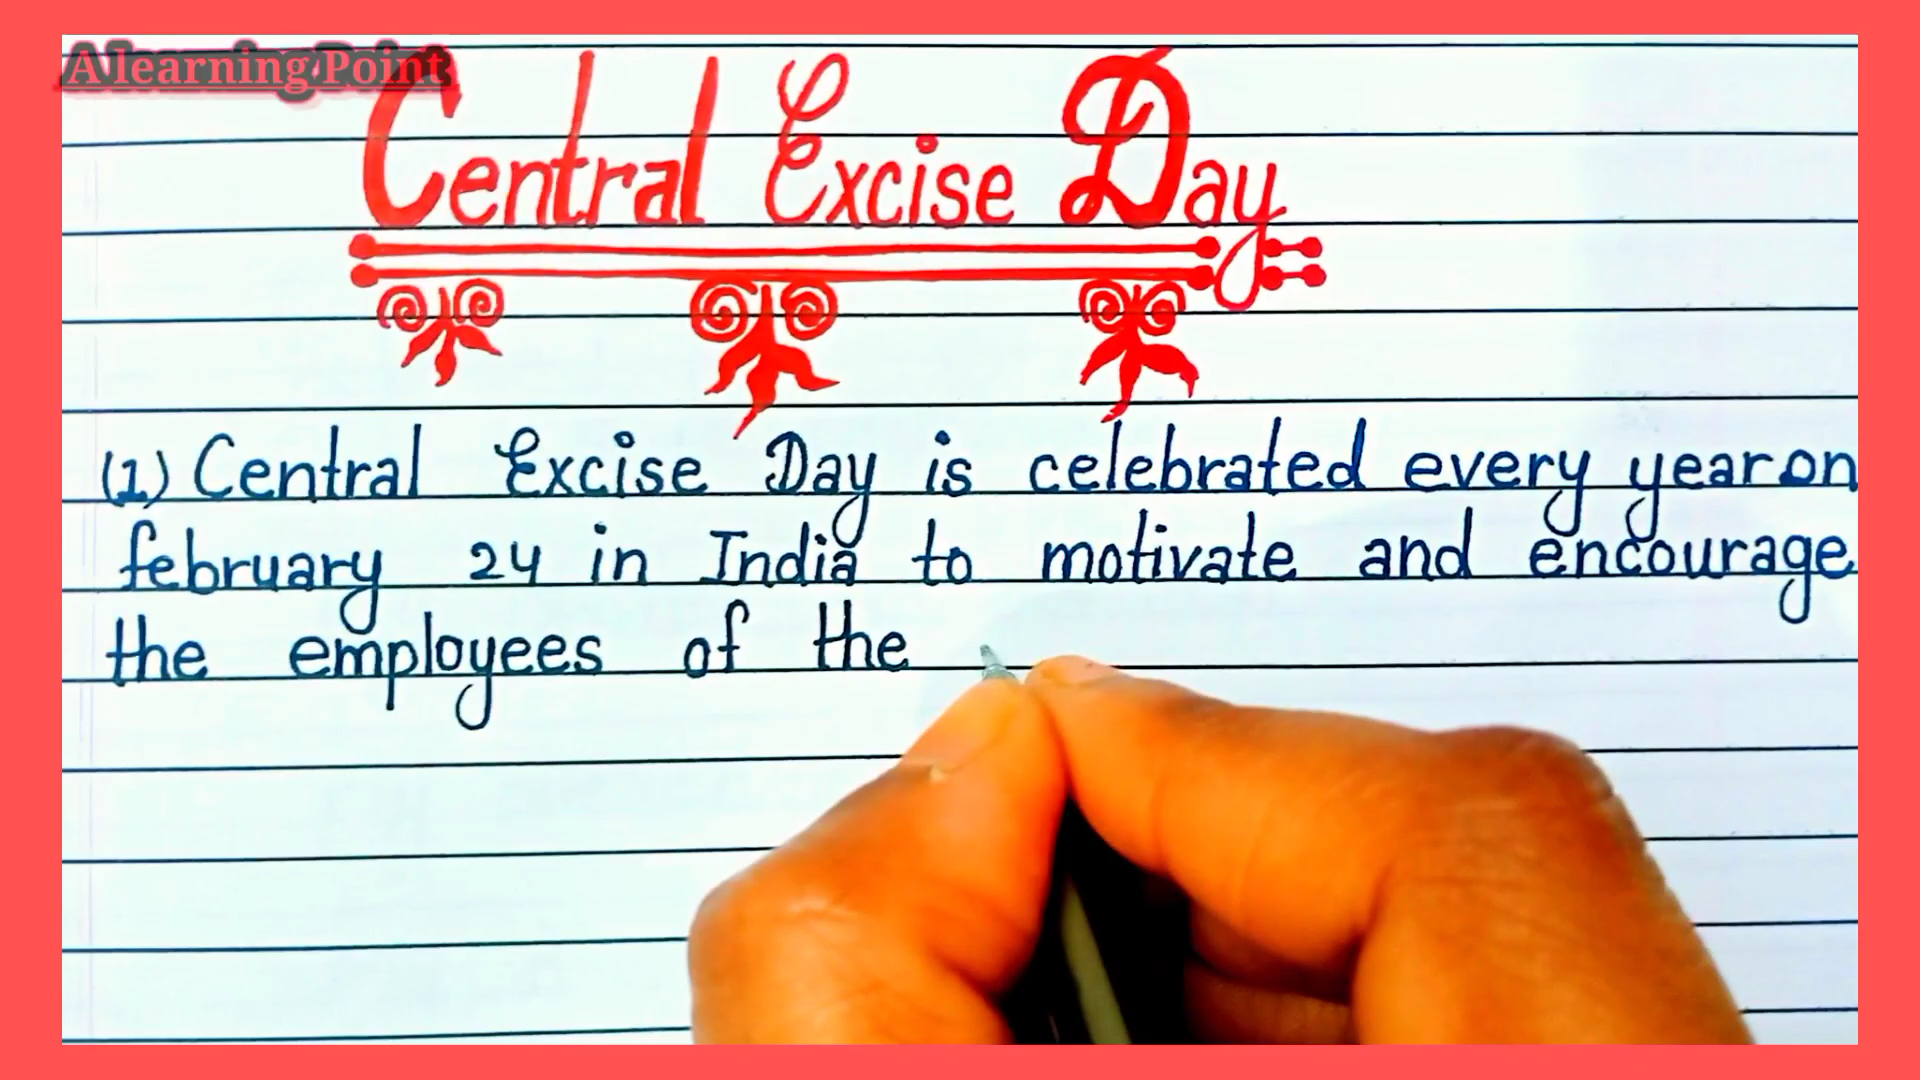 A learning Point
Central Excise Day
(1) Central Excise Day is celebrated every year on
february 24 in India to motivate and encourage
the employees of the